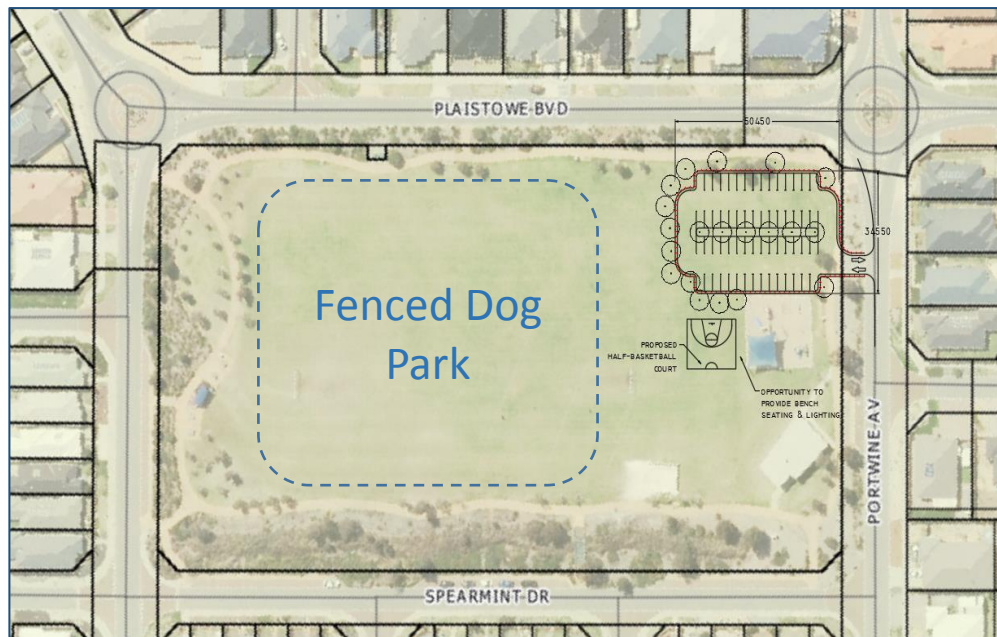 PLAISTOWE BVD
50450
34550
Fenced Dog
Park
PROPOSED
HALF-BASKETBALL
COURT
OPPORTUNITY TO
PROVIDE BENCH
SEATING & LIGHTING
PORTWINE AV
SPEARMINT DR